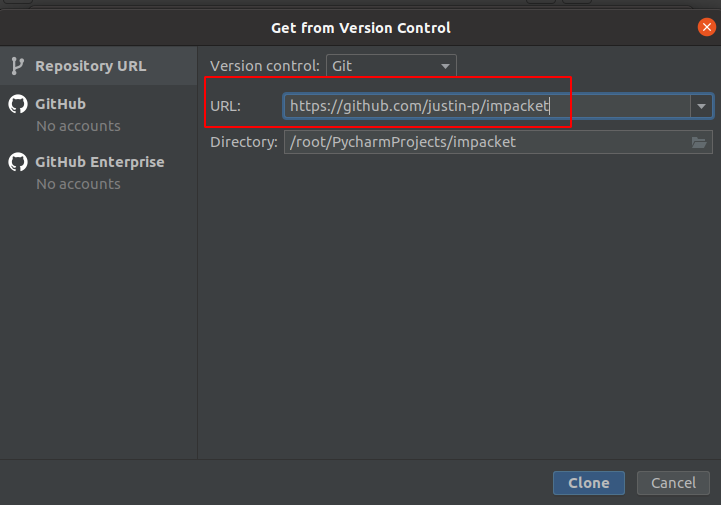 Get from Version Control
Repository URL
GitHub
No accounts
GitHub Enterprise
No accounts
Version control: Git
URL: https://github.com/justin-p/impacket
Directory: /root/PycharmProjects/impacket
Clone Cancel